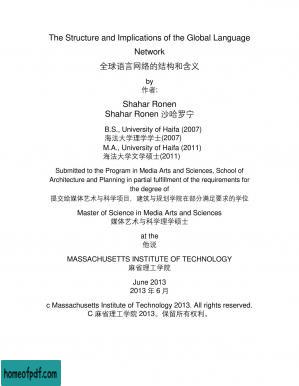 The Structure and Implications of the Global Language
Network
全球语言网络的结构和含义
by
作者:
Shahar Ronen
Shahar Ronen 沙哈罗宁
B.S., University of Haifa (2007)
海法大学理学学士(2007)
M.A., University of Haifa (2011)
海法大学文学硕士(2011)
Submitted to the Program in Media Arts and Sciences, School of
Architecture and Planning in partial fulfillment of the requirements for
the degree of
提交给媒体艺术与科学项目，建筑与规划学院在部分满足要求的学位
Master of Science in Media Arts and Sciences
媒体艺术与科学理学硕士
at the
他说
MASSACHUSETTS INSTITUTE OF TECHNOLOGY
麻省理工学院
June 2013
2013 年 6 月
c Massachusetts Institute of Technology 2013. All rights reserved.
C 麻省理工学院 2013。保留所有权利。
homeofpdf.com